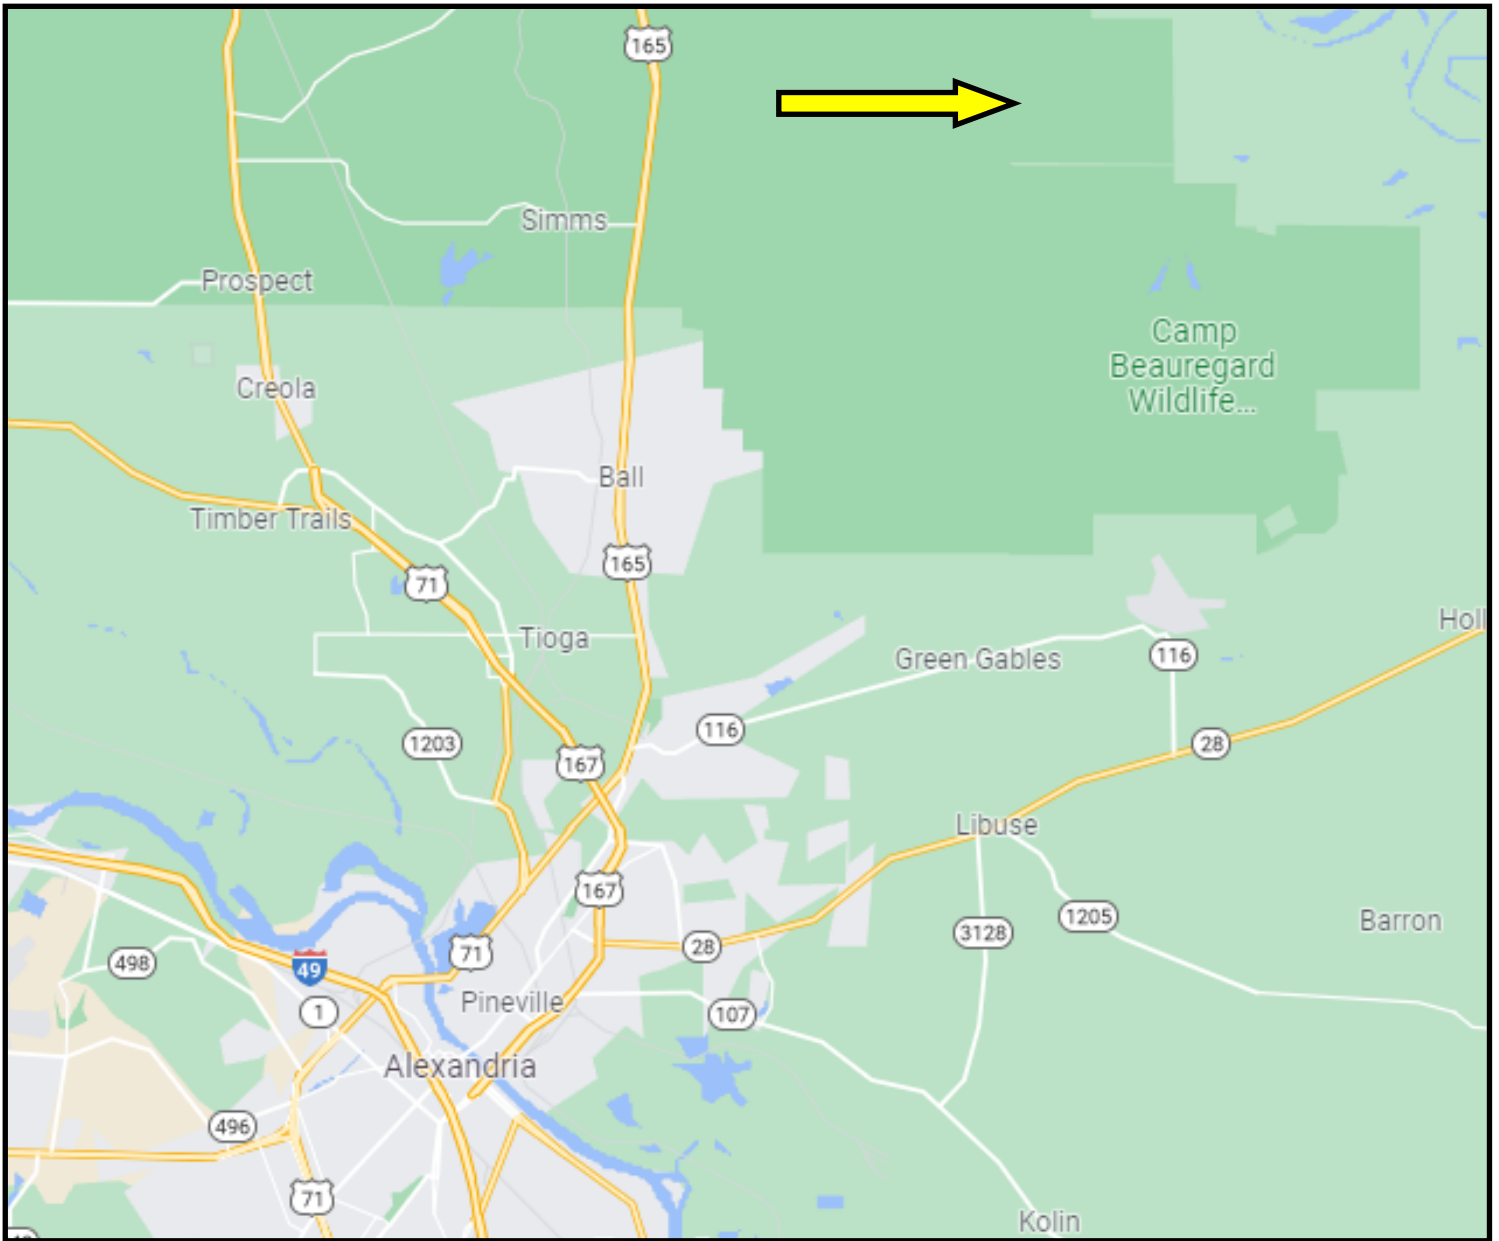 165
Simms
Prospect
Camp
Beauregard
Wildlife...
Creola
Ball
Timber Trails
165
71
Holl
Tioga
Green Gables
116
116
1203
28
167
Libuse
167
1205
Barron
3128
28
71
498
49
Pineville
1
107
Alexandria
496
71
Kolin